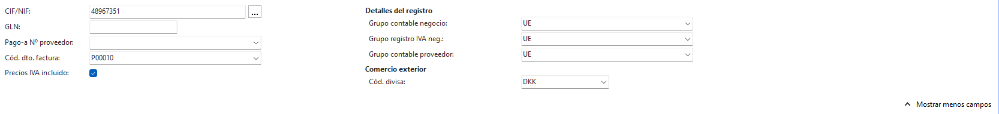 CIF/NIF: 48967351 ...
GLN:
Pago-a Nº proveedor:
Cód. dto. factura: P00010
Precios IVA incluido:
Detalles del registro
Grupo contable negocio: UE
Grupo registro IVA neg.: UE
Grupo contable proveedor: UE
Comercio exterior
Cód. divisa: DKK
Mostrar menos campos